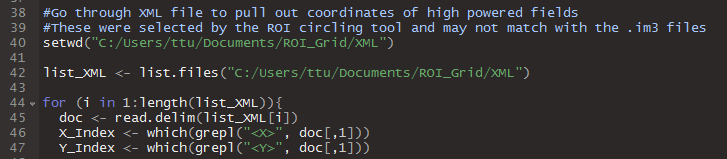 38 #Go through XML file to pull out coordinates of high powered fields
39 #These were selected by the ROI circling tool and may not match with the .im3 files
40 setwd("C:/Users/ttu/Documents/ROI_Grid/XML")
41
42 list_XML <- list.files("C:/Users/ttu/Documents/ROI_Grid/XML")
43
44 for (i in 1:length(list_XML)){
45 doc <- read.delim(list_XML[i])
46 X_Index <- which(grepl("<X>", doc[,1]))
47 Y_Index <- which(grepl("<Y>", doc[,1]))